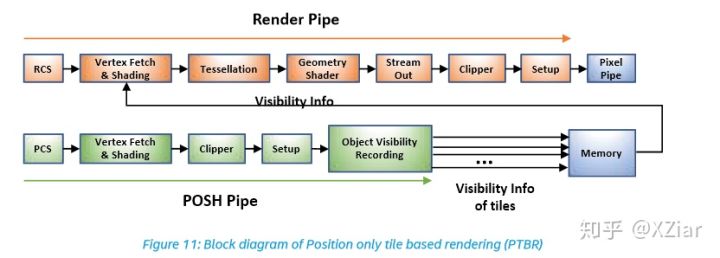 Render Pipe
RCS
Vertex Fetch
& Shading
Tessellation
Geometry
Shader
Stream
Out
Clipper
Setup
Pixel
Pipe
Visibility Info
PCS
Vertex Fetch
& Shading
Clipper
Setup
Object Visibility
Recording
...
Memory
Visibility Info
of tiles
POSH Pipe
知乎 @XZiar
Figure 11: Block diagram of Position only tile based rendering (PTBR)